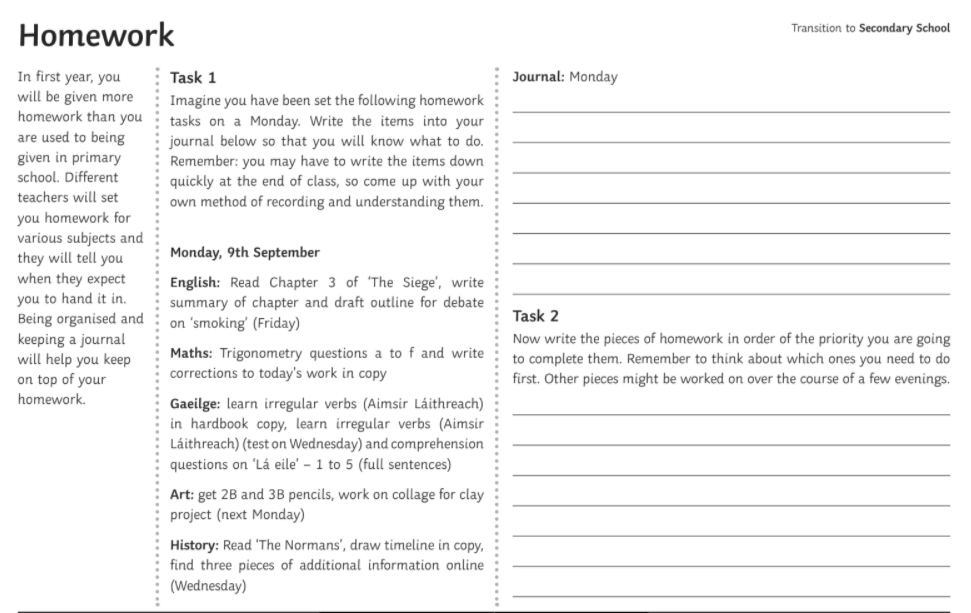 Homework
Transition to Secondary School
In first year, you
will be given more
homework than you
are used to being
given in primary
school. Different
teachers will set
you homework for
various subjects and
they will tell you
when they expect
you to hand it in.
Being organised and
keeping a journal
will help you keep
on top of your
homework.
Task 1
Imagine you have been set the following homework
tasks on a Monday. Write the items into your
journal below so that you will know what to do.
Remember: you may have to write the items down
quickly at the end of class, so come up with your
own method of recording and understanding them.
Monday, 9th September
English: Read Chapter 3 of ‘The Siege’, write
summary of chapter and draft outline for debate
on ‘smoking’ (Friday)
Maths: Trigonometry questions a to f and write
corrections to today’s work in copy
Gaeilge: learn irregular verbs (Aimsir Láithreach)
in hardbook copy, learn irregular verbs (Aimsir
Láithreach) (test on Wednesday) and comprehension
questions on ‘Lá eile’ – 1 to 5 (full sentences)
Art: get 2B and 3B pencils, work on collage for clay
project (next Monday)
History: Read ‘The Normans’, draw timeline in copy,
find three pieces of additional information online
(Wednesday)
Journal: Monday
Task 2
Now write the pieces of homework in order of the priority you are going
to complete them. Remember to think about which ones you need to do
first. Other pieces might be worked on over the course of a few evenings.